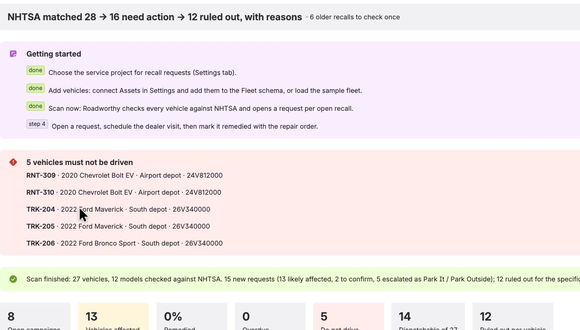 NHTSA matched 28 → 16 need action → 12 ruled out, with reasons · 6 older recalls to check once
Getting started
done Choose the service project for recall requests (Settings tab).
done Add vehicles: connect Assets in Settings and add them to the Fleet schema, or load the sample fleet.
done Scan now: Roadworthy checks every vehicle against NHTSA and opens a request per open recall.
step 4 Open a request, schedule the dealer visit, then mark it remedied with the repair order.
5 vehicles must not be driven
RNT-309 · 2020 Chevrolet Bolt EV · Airport depot · 24V812000
RNT-310 · 2020 Chevrolet Bolt EV · Airport depot · 24V812000
TRK-204 · 2022 Ford Maverick · South depot · 26V340000
TRK-205 · 2022 Ford Maverick · South depot · 26V340000
TRK-206 · 2022 Ford Bronco Sport · South depot · 26V340000
Scan finished: 27 vehicles, 12 models checked against NHTSA. 15 new requests (13 likely affected, 2 to confirm, 5 escalated as Park It / Park Outside); 12 ruled out for the
8 13 0% 0 5 14 12
Open campaigns Vehicles affected Remedied Overdue Do not drive Dispatchable of 27 Ruled out per vehicle